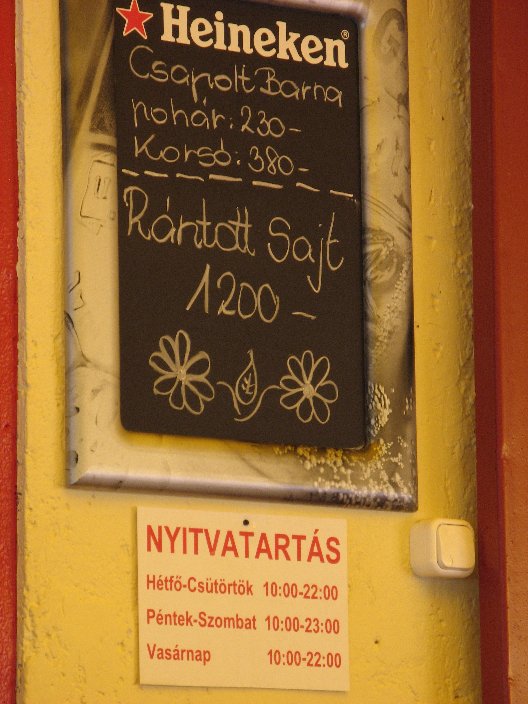 Heineken®
Csapolt Barna
pohár: 230-
Korsó: 380-
Rántott Sajt
1200-
NYITVATARTÁS
Hétfő-Csütörtök 10:00-22:00
Péntek-Szombat 10:00-23:00
Vasárnap 10:00-22:00